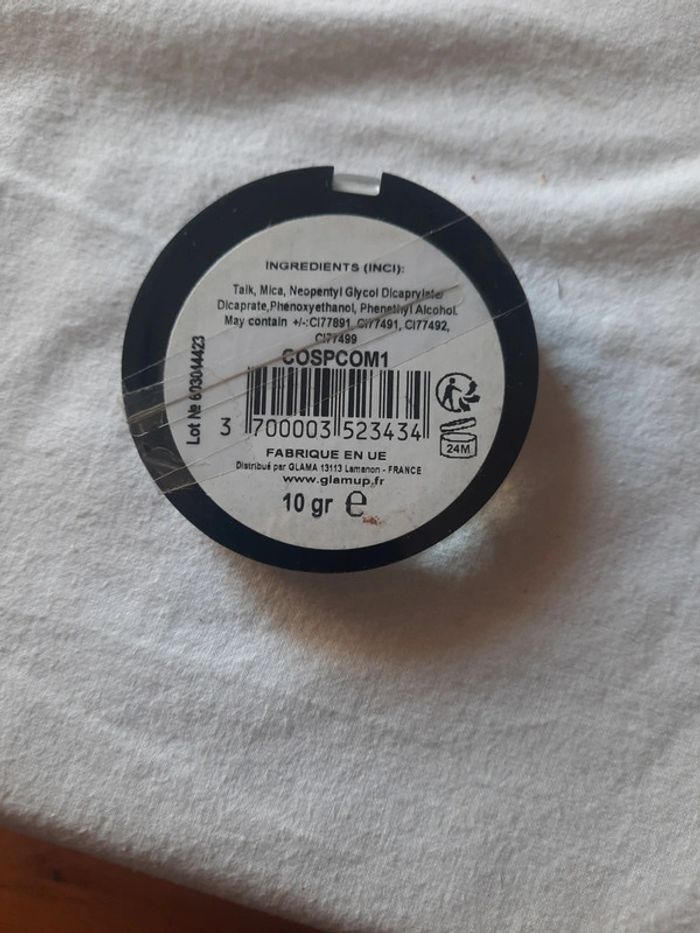 INGREDIENTS (INCI):
Talk, Mica, Neopentyl Glycol Dicaprylate/
Dicaprate,Phenoxyethanol, Phenethyl Alcohol.
May contain +/-:CI77891, CI77491, CI77492,
CI77499
COSPCOM1
Lot № 603044423
3 700003 523434
24M
FABRIQUE EN UE
Distribué par GLAMA 13113 Lamanon - FRANCE
www.glamup.fr
10 gr ℮